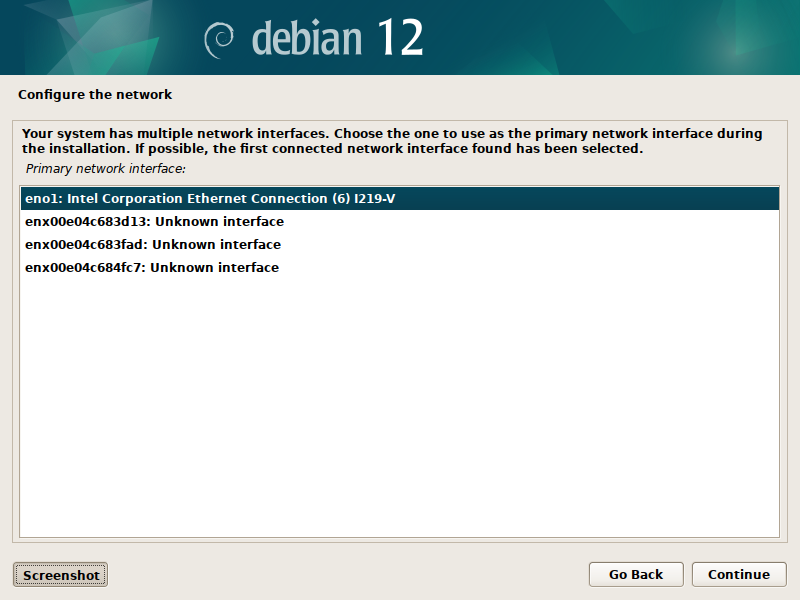 debian 12
Configure the network
Your system has multiple network interfaces. Choose the one to use as the primary network interface during
the installation. If possible, the first connected network interface found has been selected.
Primary network interface:
eno1: Intel Corporation Ethernet Connection (6) I219-V
enx00e04c683d13: Unknown interface
enx00e04c683fad: Unknown interface
enx00e04c684fc7: Unknown interface
Screenshot
Go Back
Continue